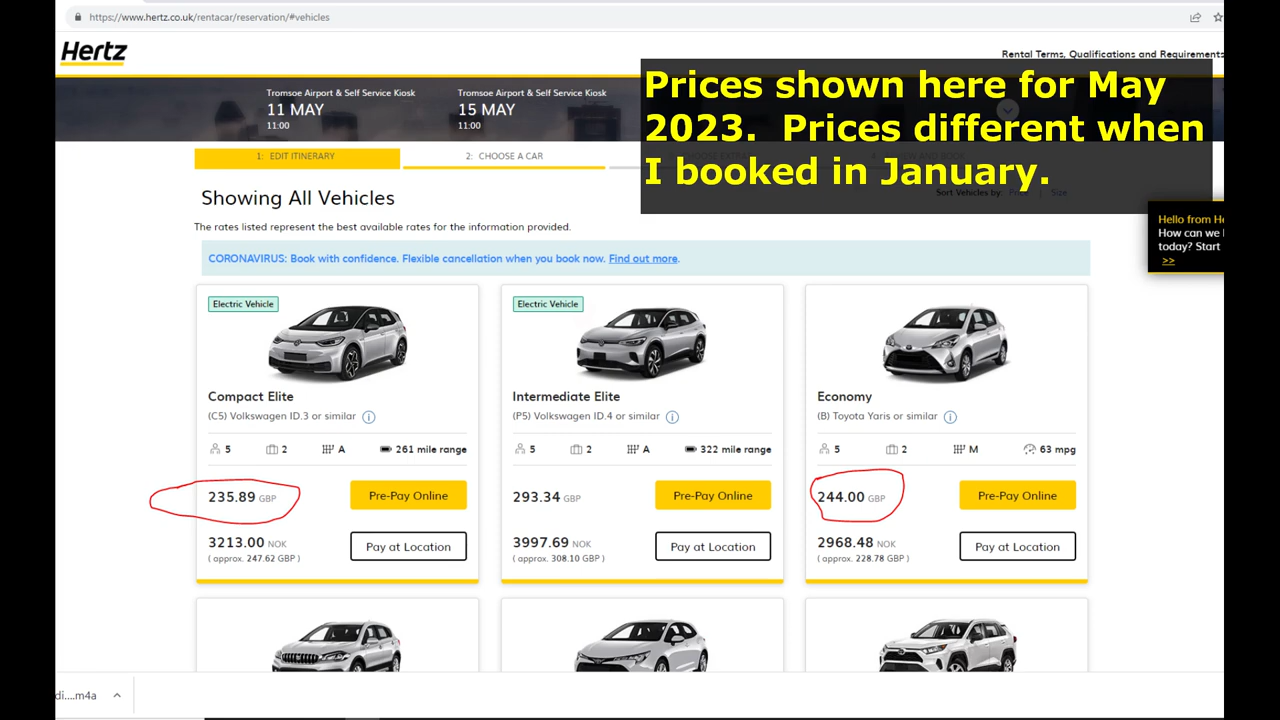 https://www.hertz.co.uk/rentacar/reservation/#vehicles
Hertz
Rental Terms, Qualifications and Requirements
Tromsoe Airport & Self Service Kiosk
11 MAY
11:00
Tromsoe Airport & Self Service Kiosk
15 MAY
11:00
Prices shown here for May
2023. Prices different when
I booked in January.
1: EDIT ITINERARY
2: CHOOSE A CAR
Showing All Vehicles
Sort Vehicles by:
Size
The rates listed represent the best available rates for the information provided.
Hello from
How can we
today? Start
>>
CORONAVIRUS: Book with confidence. Flexible cancellation when you book now. Find out more.
Electric Vehicle
Compact Elite
(C5) Volkswagen ID.3 or similar
5 2 A 261 mile range
235.89 GBP
Pre-Pay Online
3213.00 NOK
( approx. 247.62 GBP )
Pay at Location
Electric Vehicle
Intermediate Elite
(P5) Volkswagen ID.4 or similar
5 2 A 322 mile range
293.34 GBP
Pre-Pay Online
3997.69 NOK
( approx. 308.10 GBP )
Pay at Location
Economy
(B) Toyota Yaris or similar
5 2 M 63 mpg
244.00 GBP
Pre-Pay Online
2968.48 NOK
( approx. 228.78 GBP )
Pay at Location
di....m4a